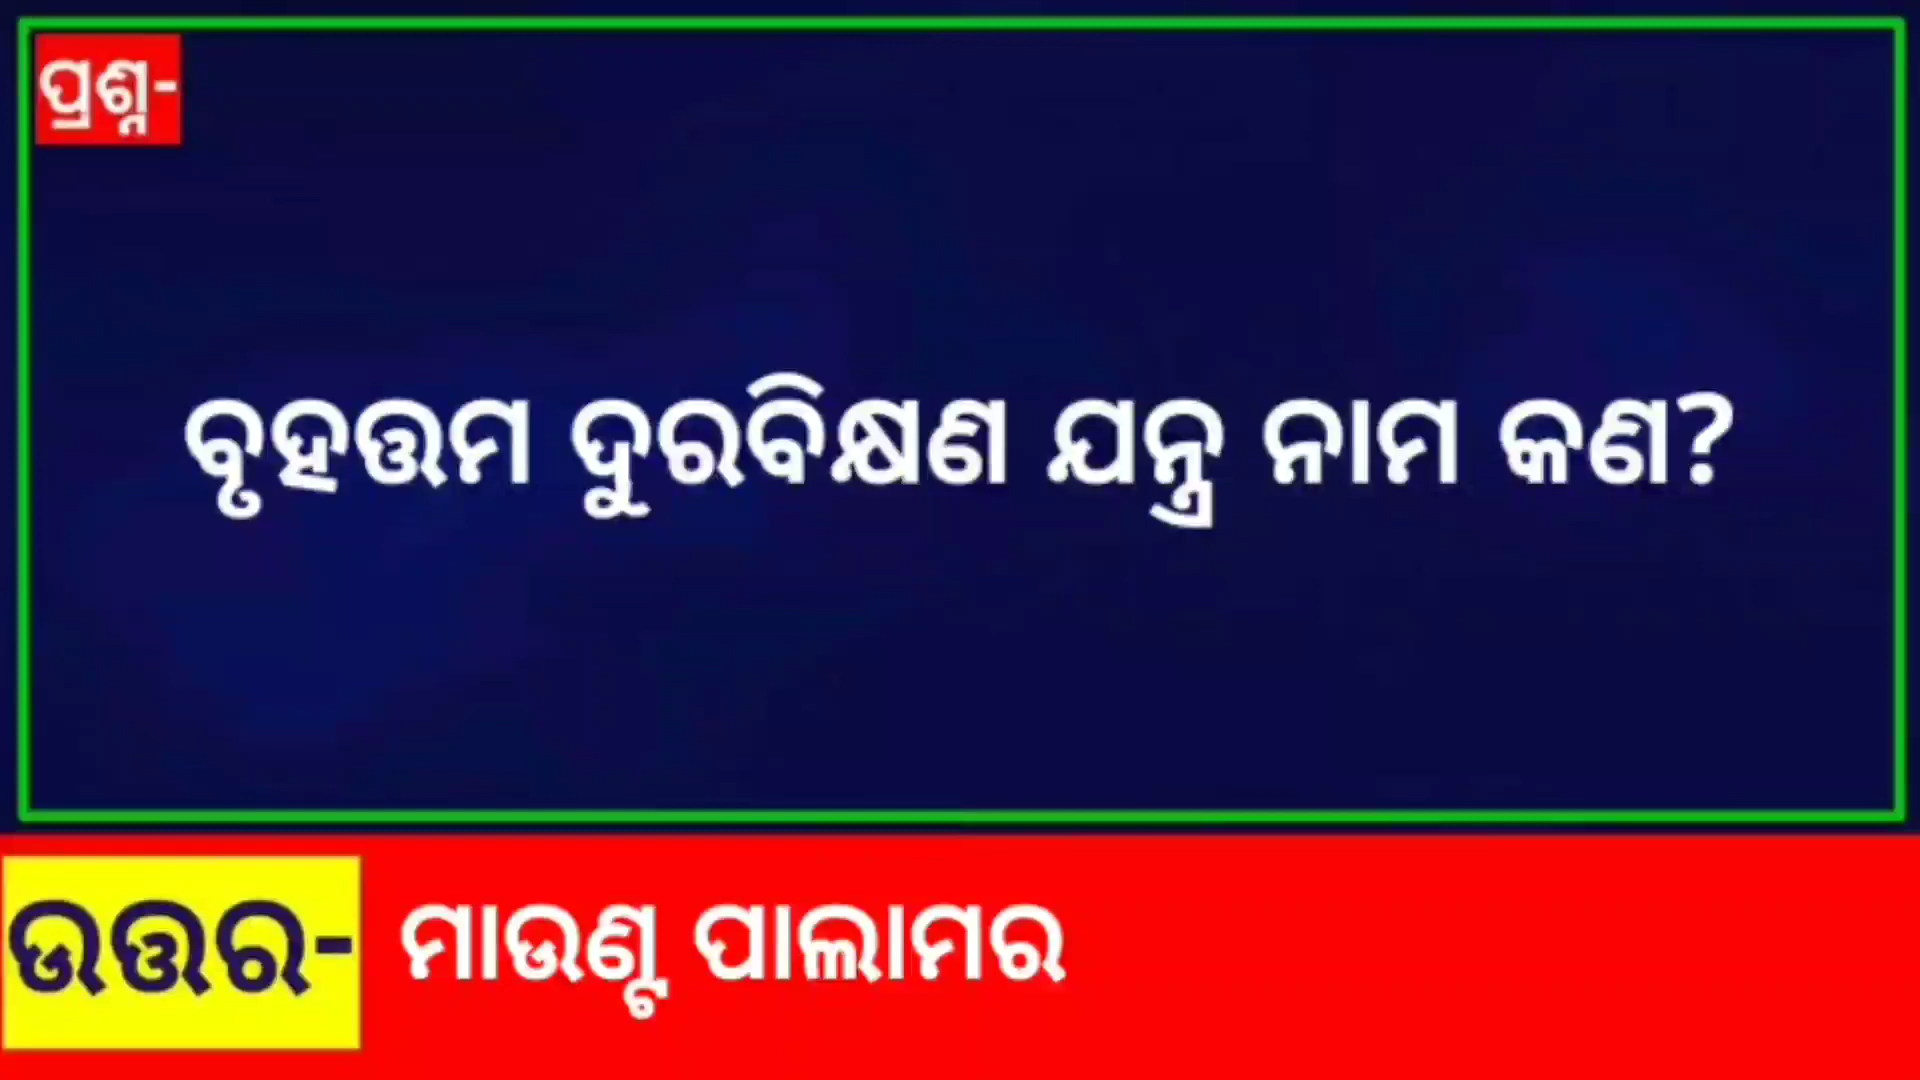 ପ୍ରଶ୍ନ-
ବୃହତ୍ତମ ଦୁରବିକ୍ଷଣ ଯନ୍ତ୍ର ନାମ କଣ?
ଉତ୍ତର- ମାଉଣ୍ଟ ପାଲାମର